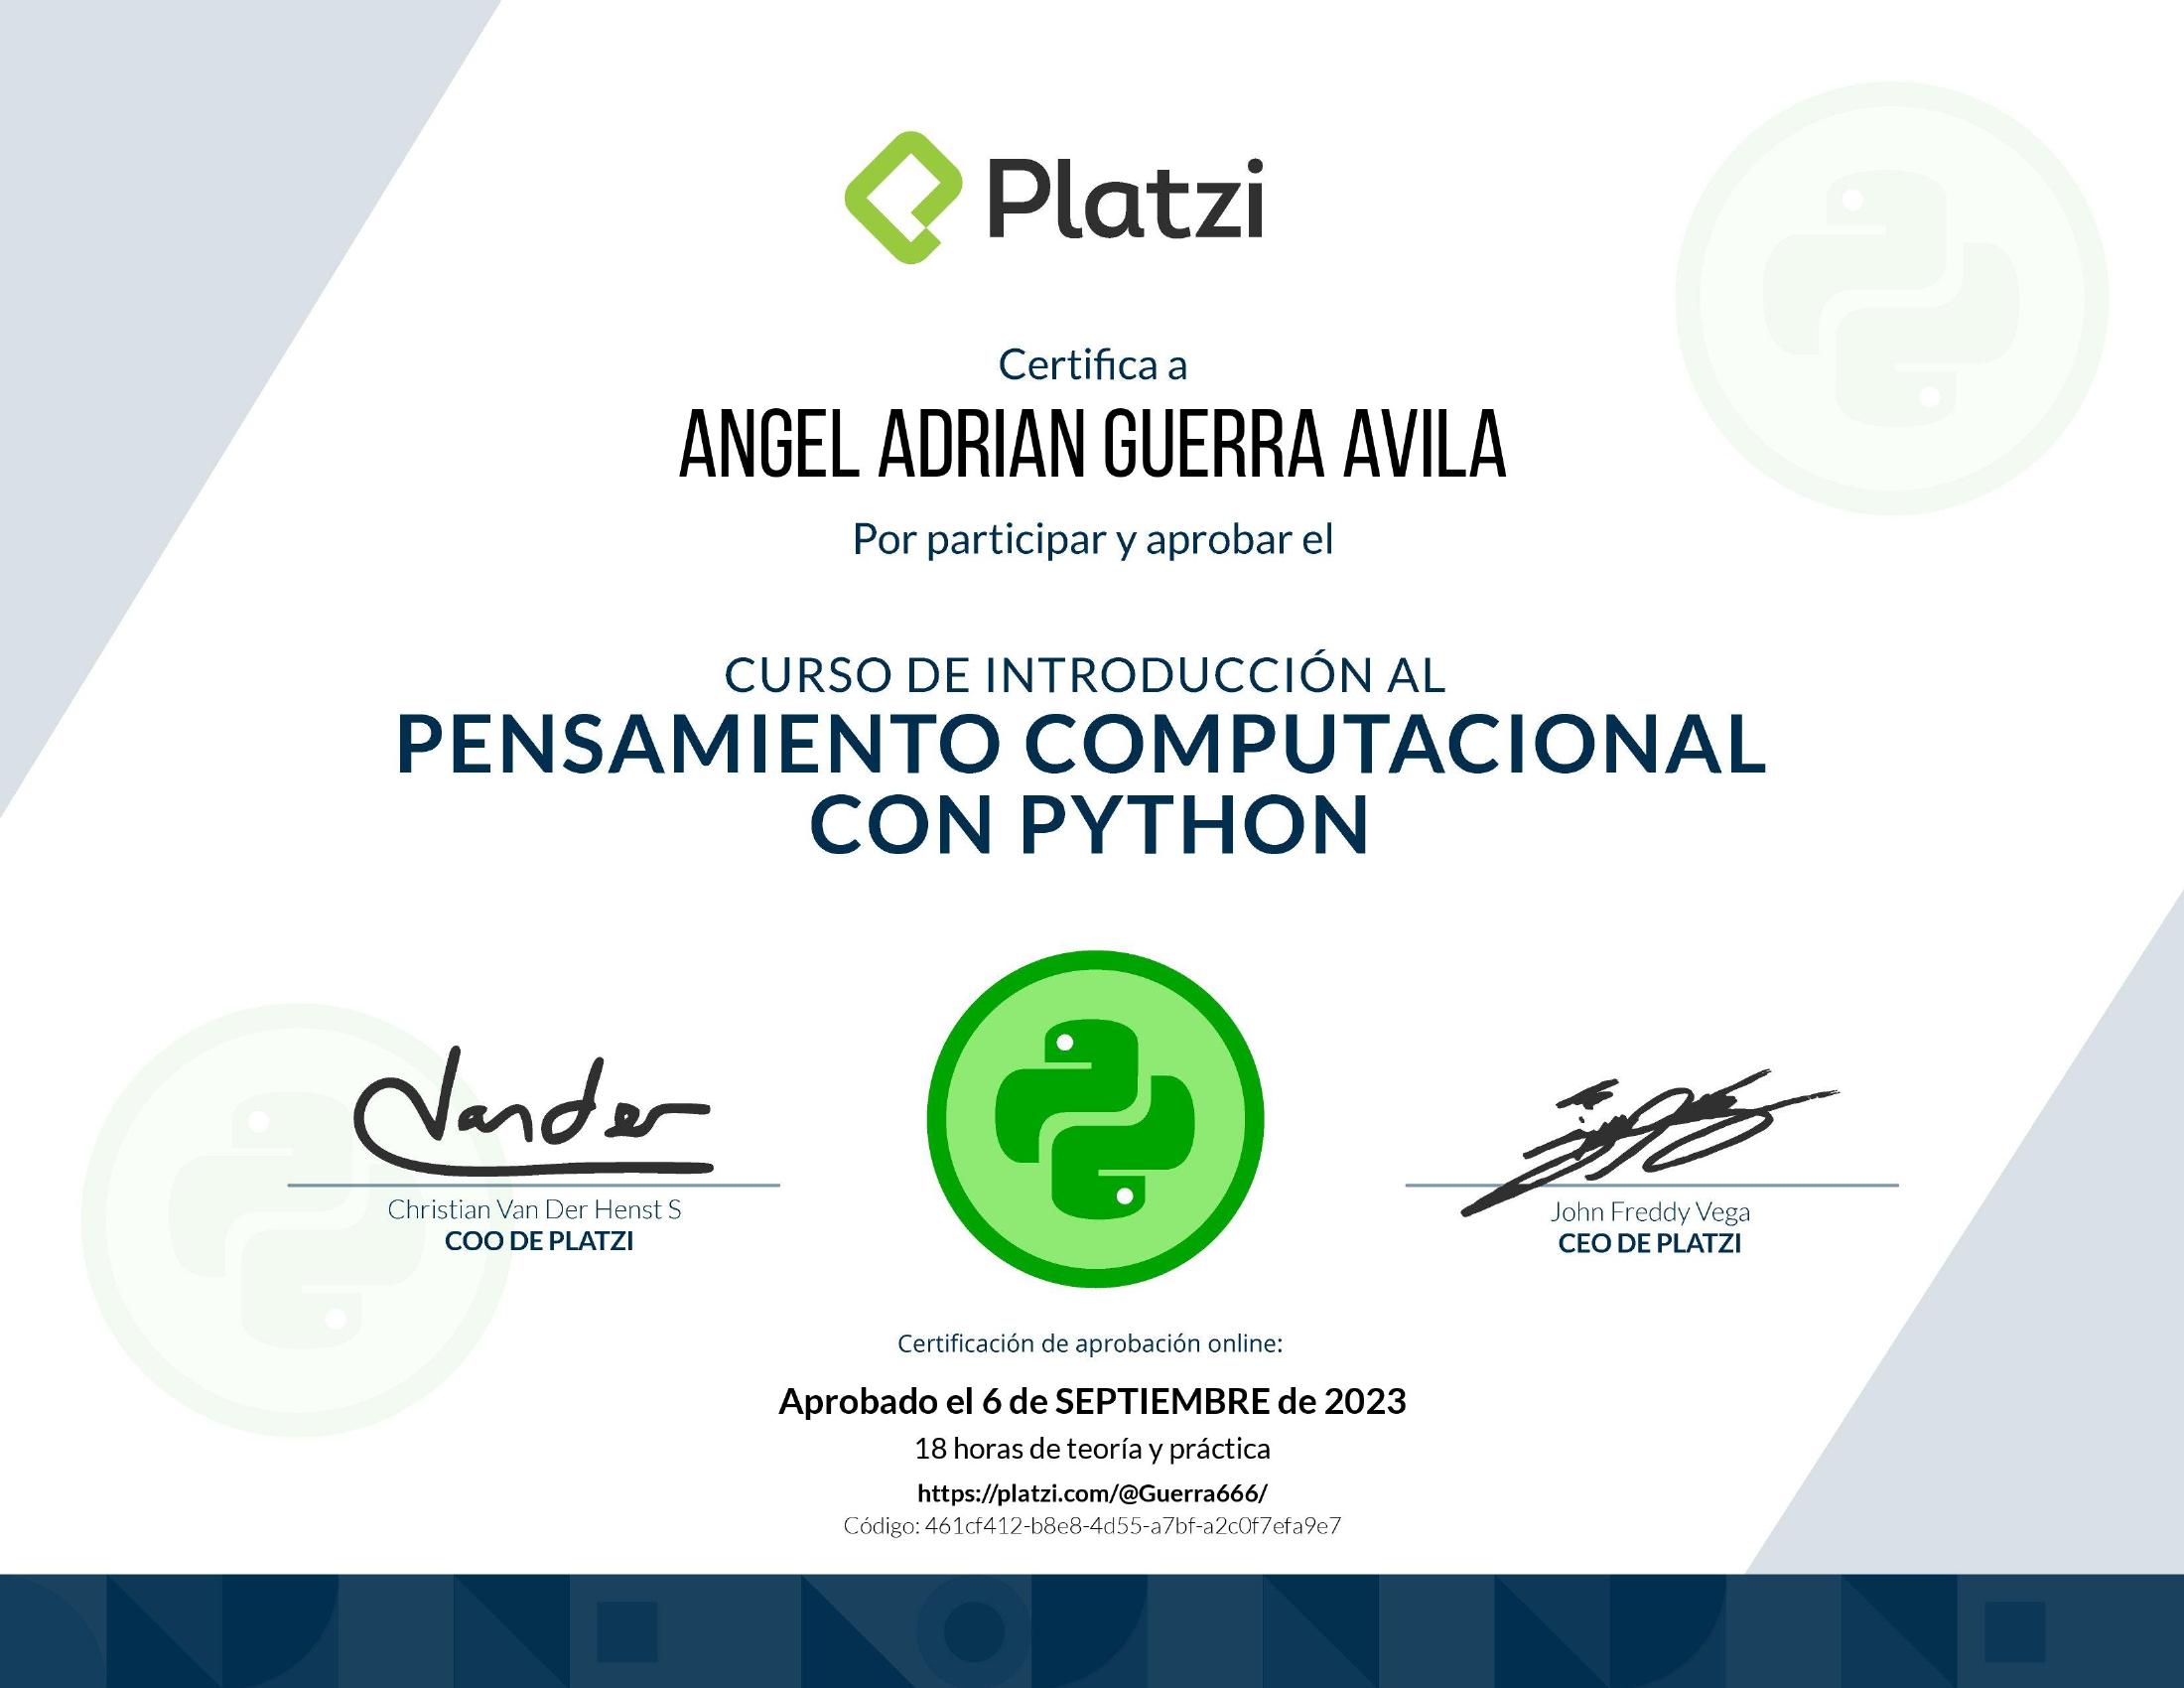 Platzi
Certifica a
ANGEL ADRIAN GUERRA AVILA
Por participar y aprobar el
CURSO DE INTRODUCCIÓN AL
PENSAMIENTO COMPUTACIONAL
CON PYTHON
Vander
Christian Van Der Henst S
COO DE PLATZI
John Freddy Vega
CEO DE PLATZI
Certificación de aprobación online:
Aprobado el 6 de SEPTIEMBRE de 2023
18 horas de teoría y práctica
https://platzi.com/@Guerra666/
Código: 461cf412-b8e8-4d55-a7bf-a2c0f7efa9e7